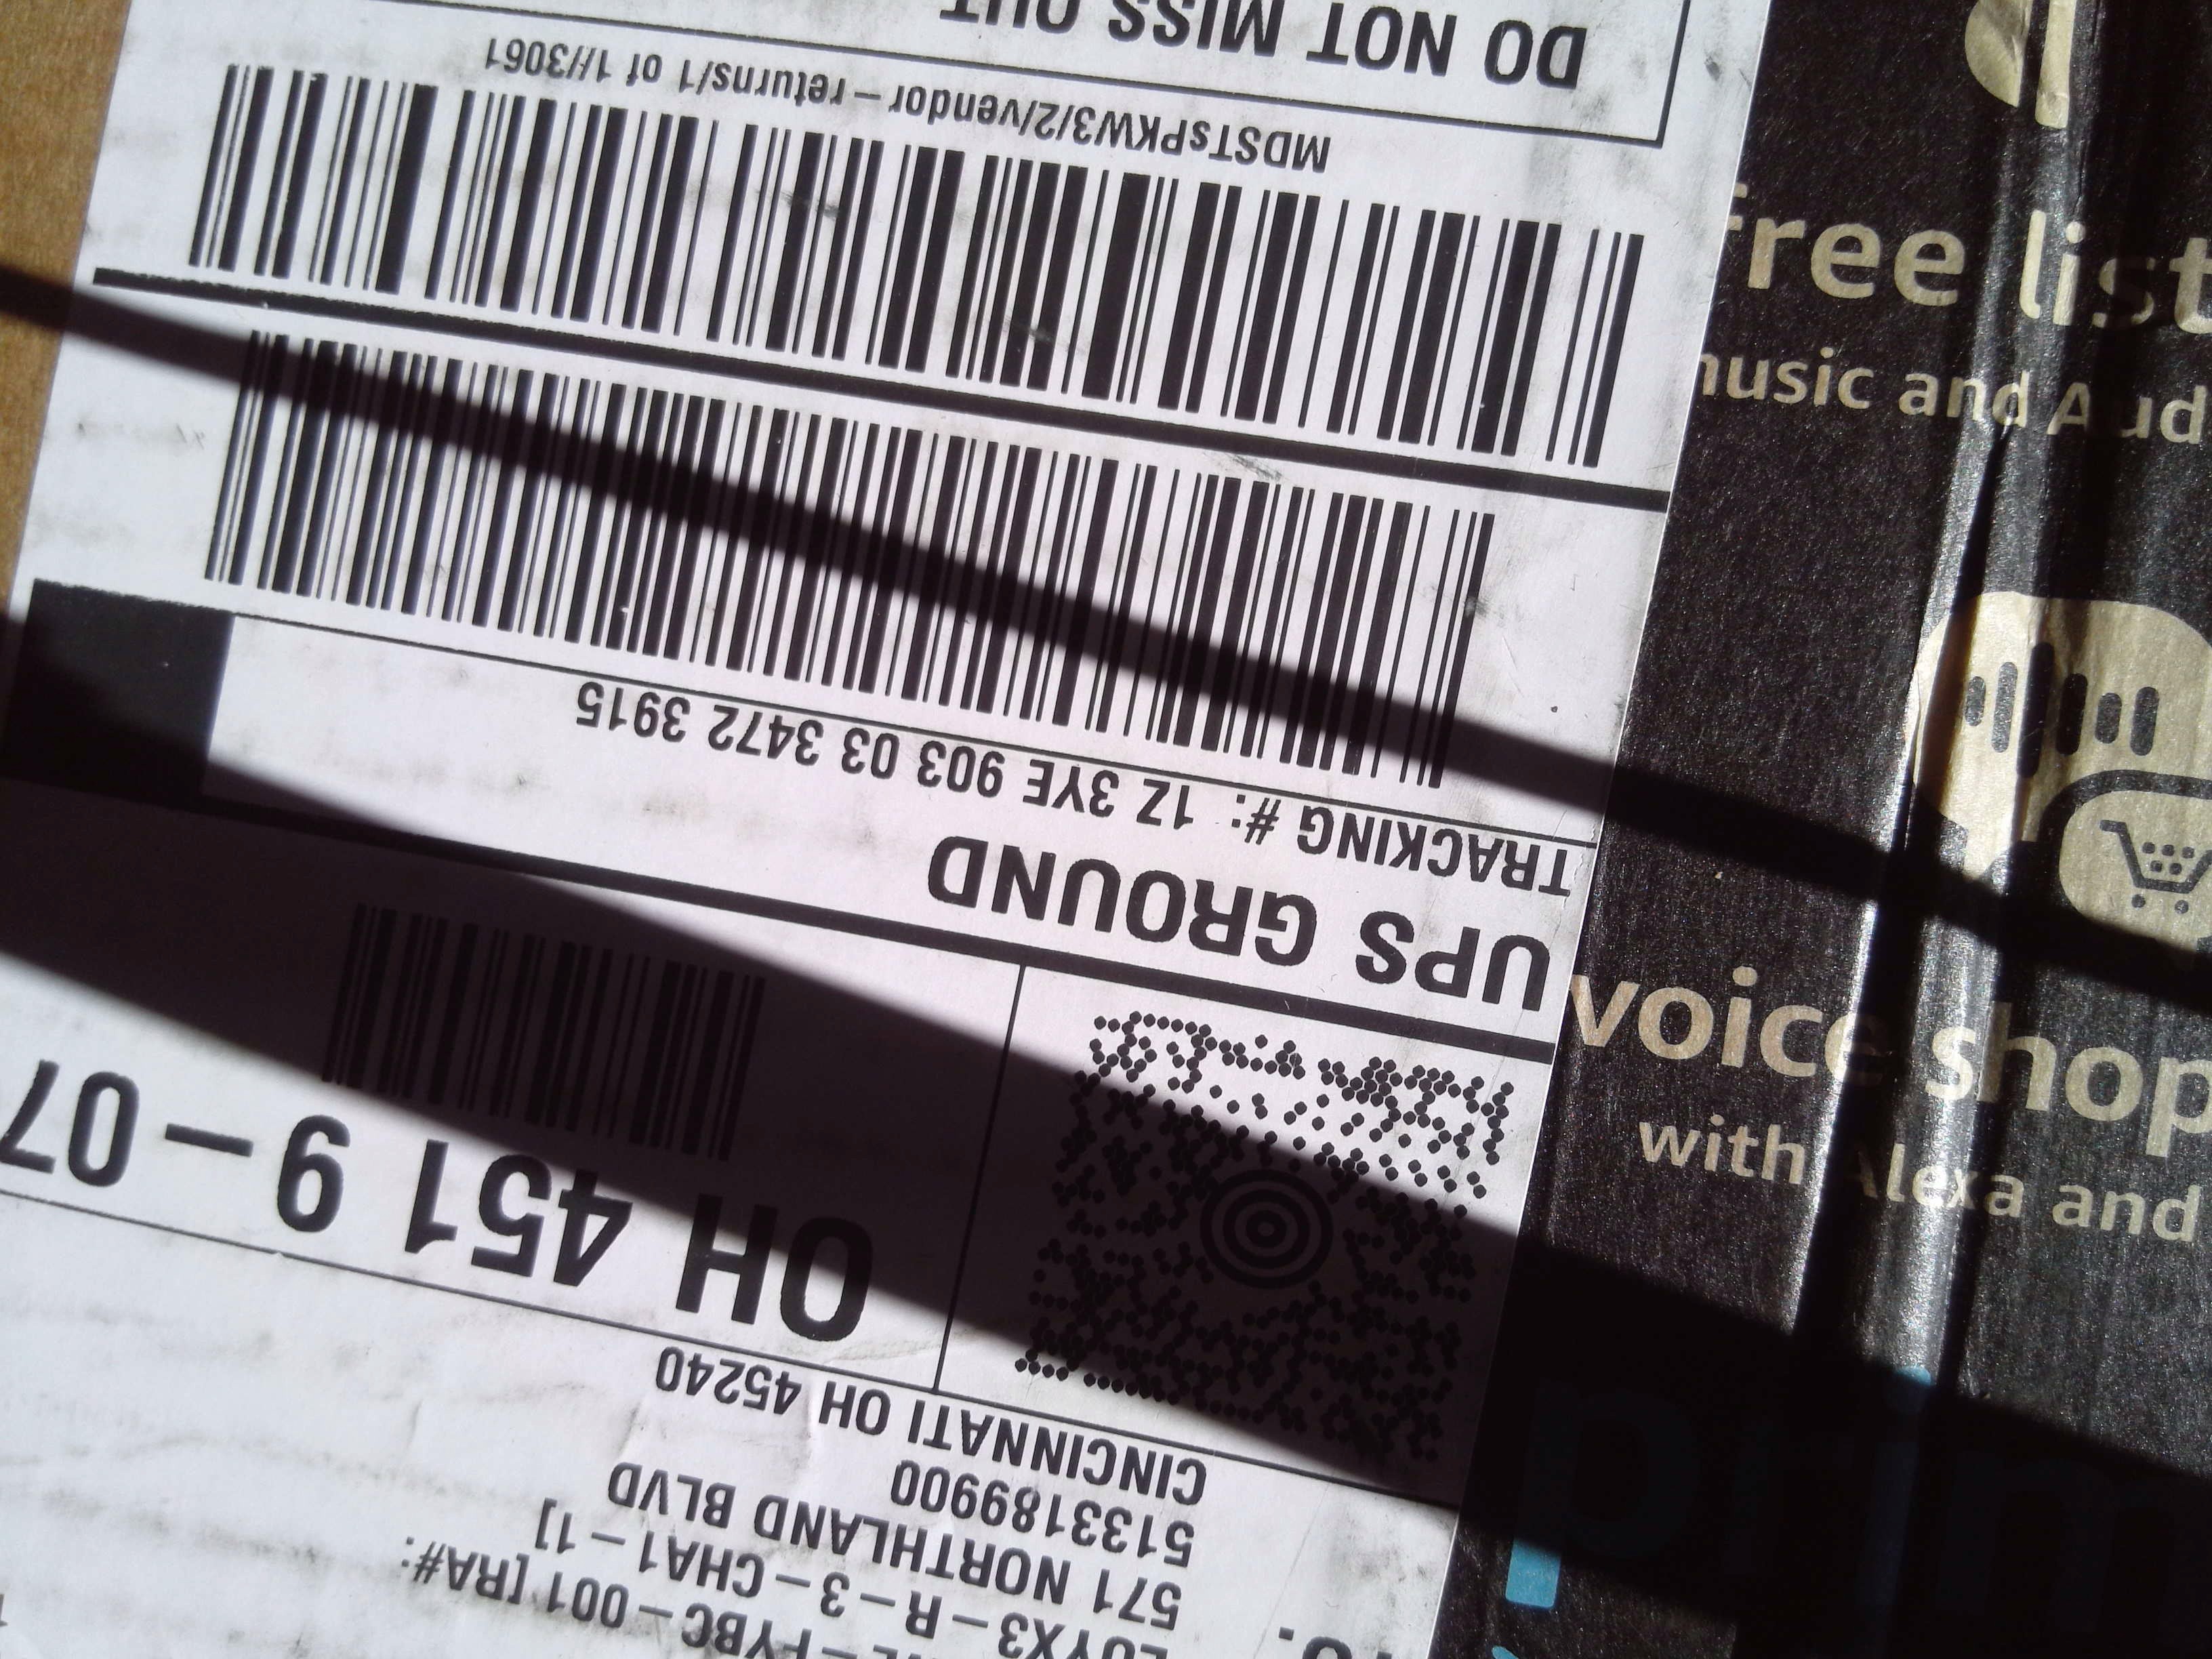 FYBC – 001 [RA#:
R – 3 – CHA1 – 1]
571 NORTHLAND BLVD
5133189900
CINCINNATI OH 45240
OH 451 9 – 07
UPS GROUND
TRACKING #: 1Z 3YE 903 03 3472 3915
MDSTsPKW3/2/vendor – returns/1 of 1//3061
DO NOT MISS OUT
free list
music and Aud
voice shop
with Alexa and